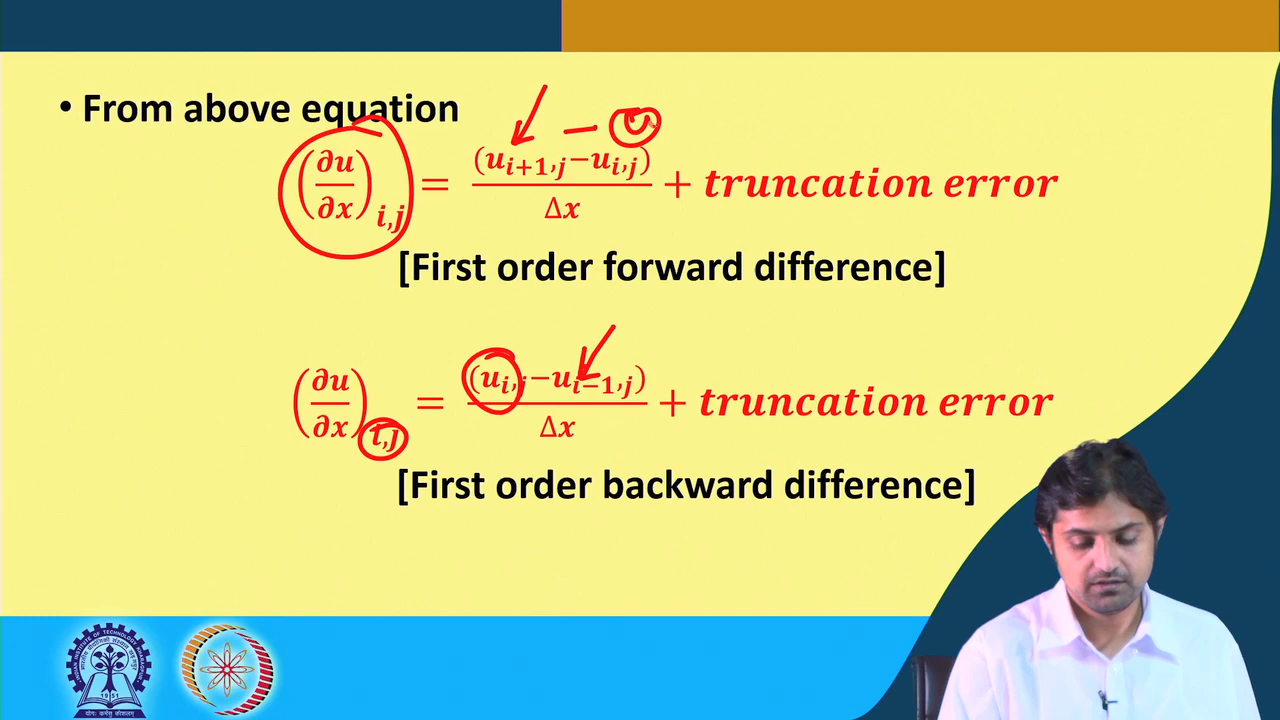 • From above equation
− u
(∂u/∂x)i,j = (ui+1,j−ui,j)/Δx + truncation error
[First order forward difference]
(∂u/∂x)i,j = (ui,j−ui−1,j)/Δx + truncation error
[First order backward difference]
1951